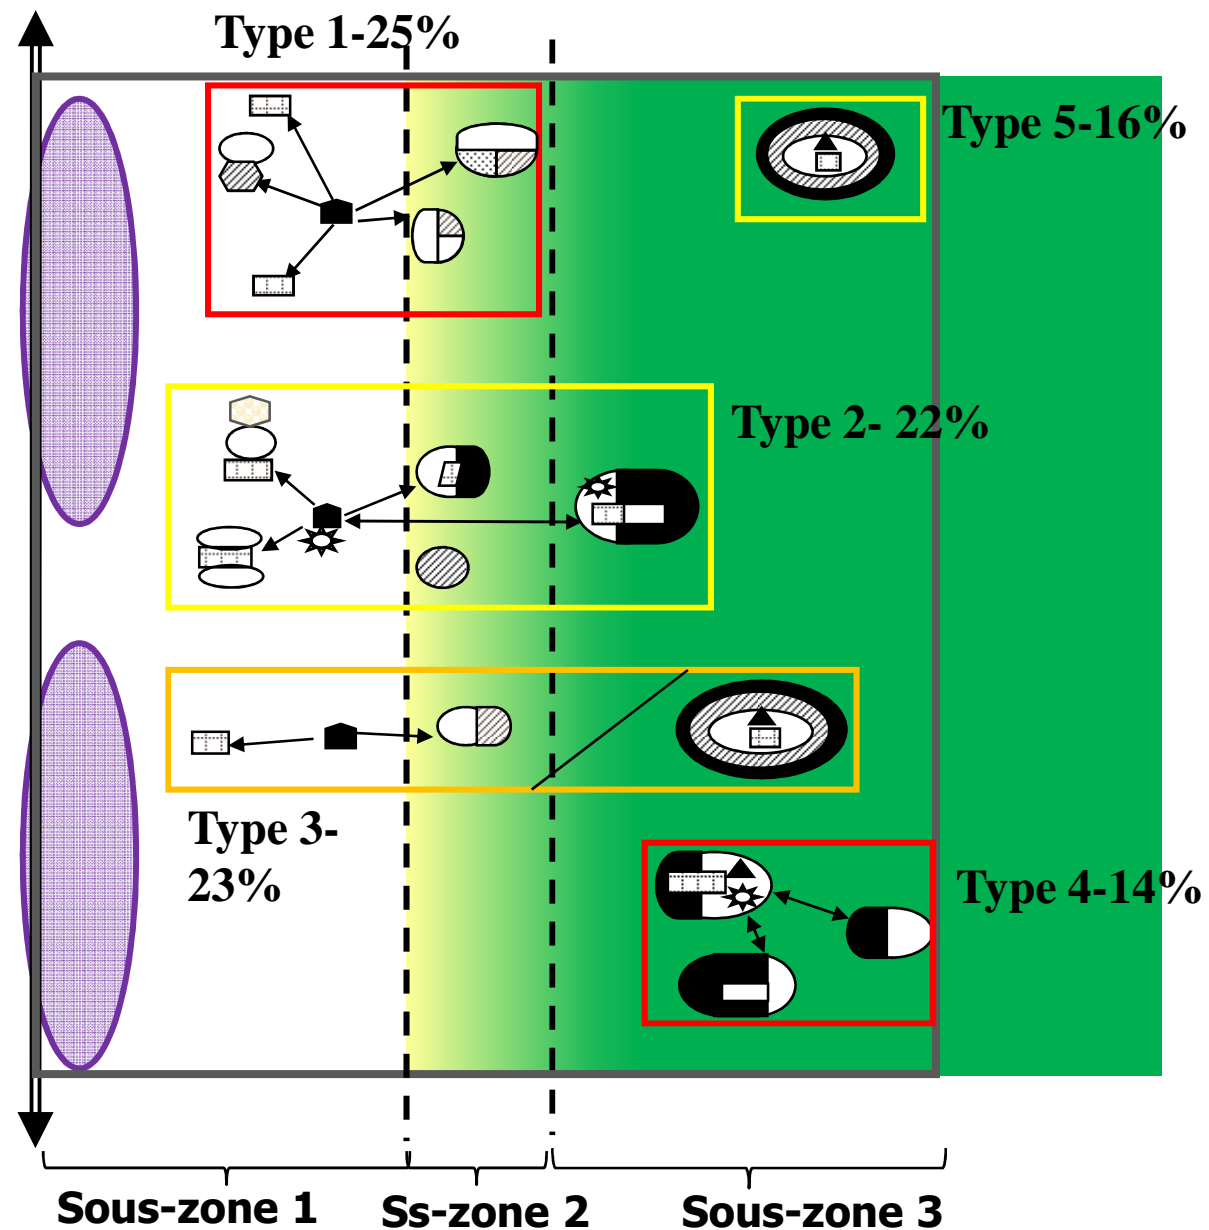 Type 1-25%
Type 5-16%
Type 2- 22%
Type 3-
23%
Type 4-14%
Sous-zone 1
Ss-zone 2
Sous-zone 3